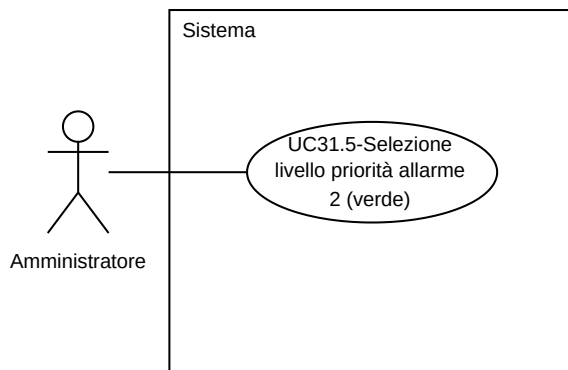 Sistema
UC31.5-Selezione
livello priorità allarme
2 (verde)
Amministratore